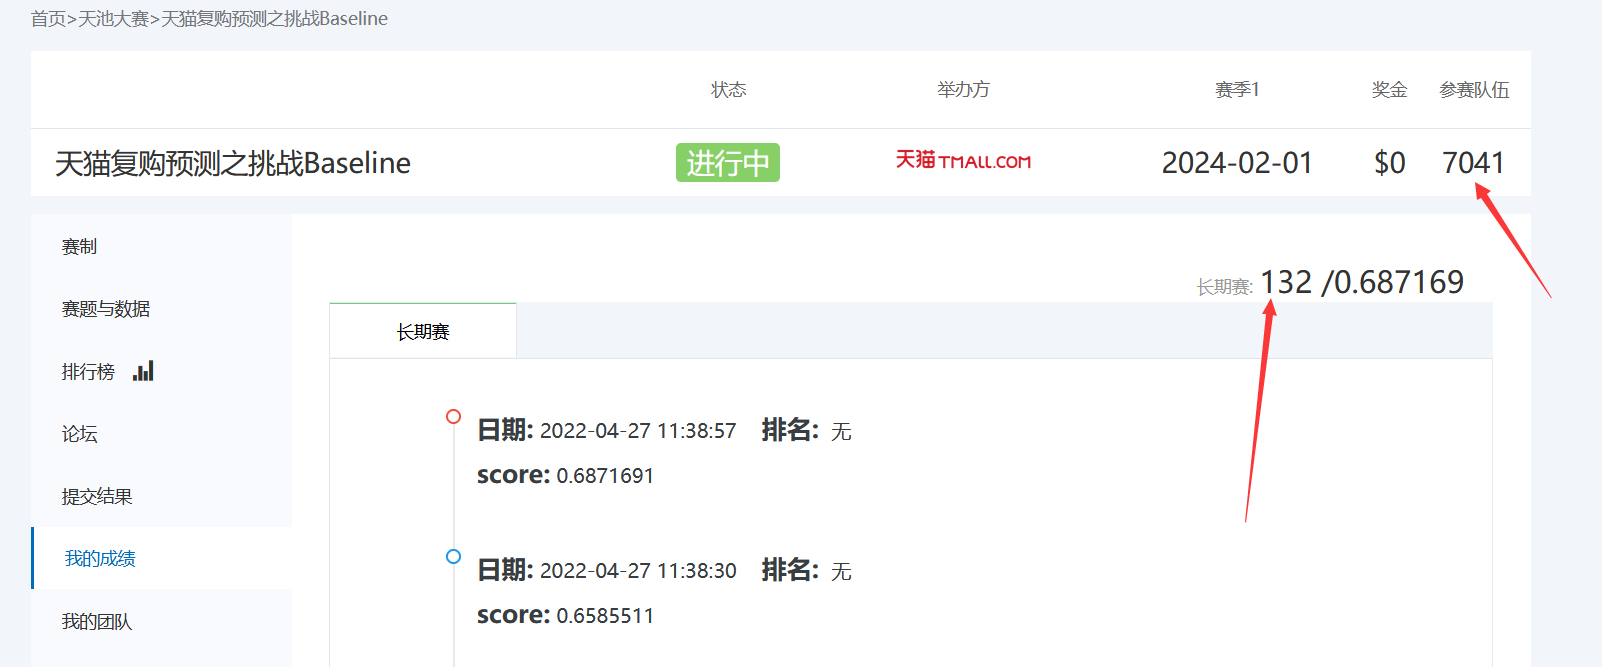 首页>天池大赛>天猫复购预测之挑战Baseline
状态 举办方 赛季1 奖金 参赛队伍
天猫复购预测之挑战Baseline 进行中 天猫 TMALL.COM 2024-02-01 $0 7041
赛制
赛题与数据
排行榜
论坛
提交结果
我的成绩
我的团队
长期赛: 132 /0.687169
长期赛
日期: 2022-04-27 11:38:57 排名: 无
score: 0.6871691
日期: 2022-04-27 11:38:30 排名: 无
score: 0.6585511